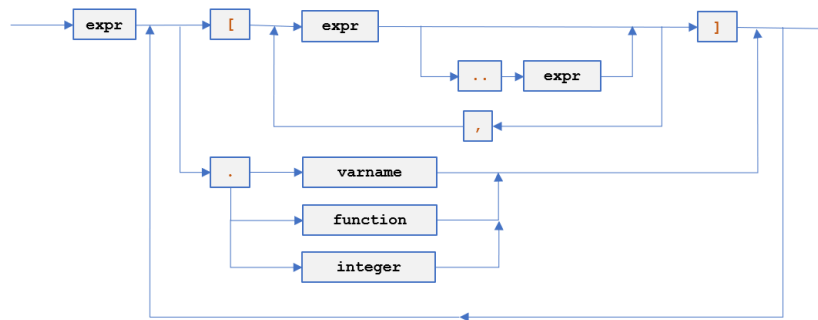 expr [ expr ]
.. expr
,
. varname
function
integer